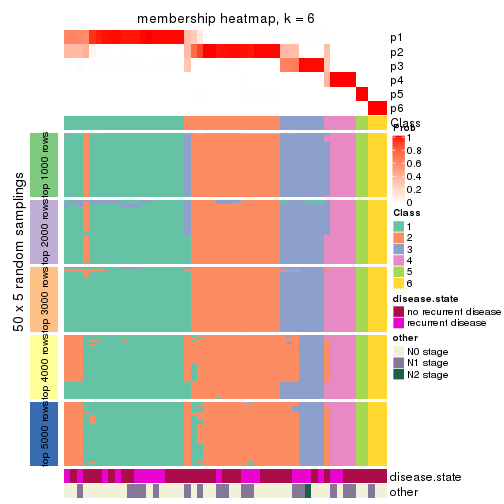 membership heatmap, k = 6
p1
p2
p3
p4
p5
p6
Class
Prob
1
0.8
0.6
0.4
0.2
0
Class
1
2
3
4
5
6
disease.state
no recurrent disease
recurrent disease
other
N0 stage
N1 stage
N2 stage
50 x 5 random samplings
top 1000 rows
top 2000 rows
top 3000 rows
top 4000 rows
top 5000 rows
disease.state
other